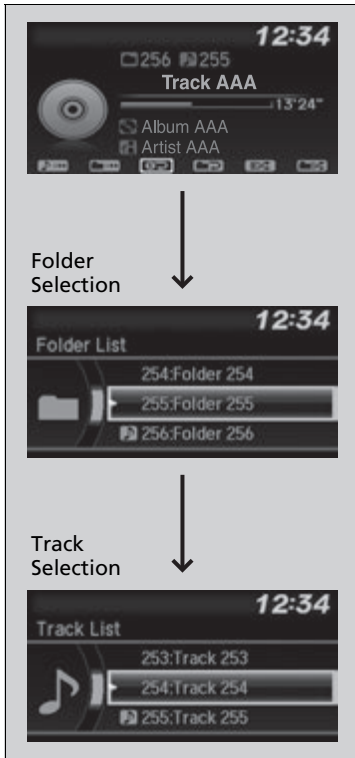 12:34
256 255
Track AAA
13'24"
Album AAA
Artist AAA
Folder
Selection
12:34
Folder List
254:Folder 254
255:Folder 255
256:Folder 256
Track
Selection
12:34
Track List
253:Track 253
254:Track 254
255:Track 255